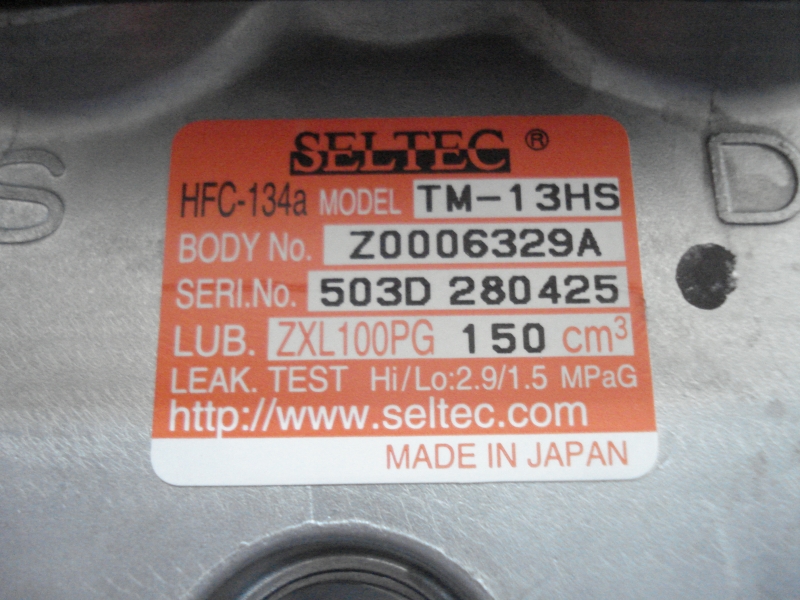 S
D
SELTEC ®
HFC-134a MODEL TM-13HS
BODY No. Z0006329A
SERI.No. 503D 280425
LUB. ZXL100PG 150 cm³
LEAK. TEST Hi/Lo:2.9/1.5 MPaG
http://www.seltec.com
MADE IN JAPAN